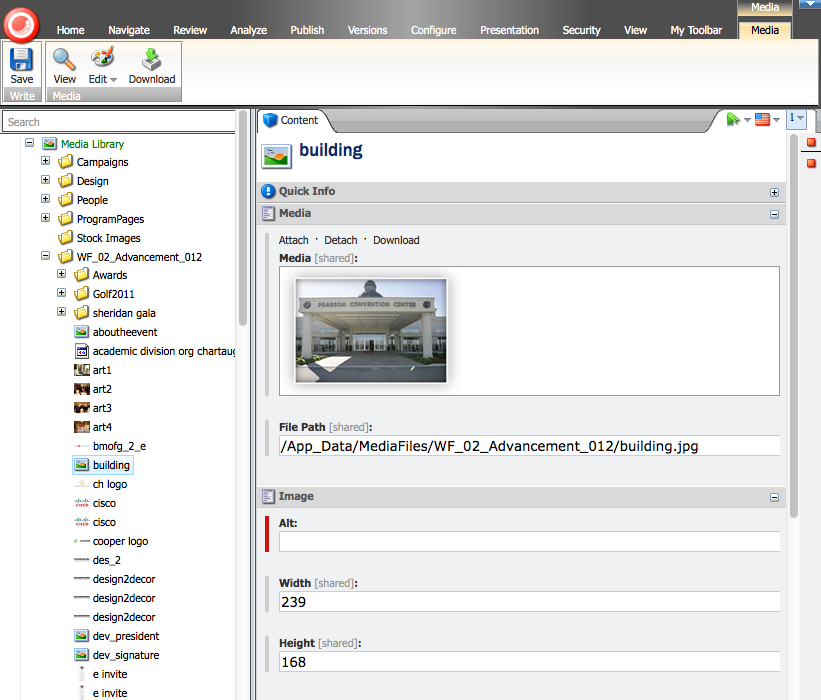 Media
Home Navigate Review Analyze Publish Versions Configure Presentation Security View My Toolbar Media
Save View Edit Download
Write Media
Search
Media Library
Campaigns
Design
People
ProgramPages
Stock Images
WF_02_Advancement_012
Awards
Golf2011
sheridan gala
abouttheevent
academic division org chartaug
art1
art2
art3
art4
bmofg_2_e
building
ch logo
cisco
cisco
cooper logo
des_2
design2decor
design2decor
design2decor
dev_president
dev_signature
e invite
e invite
Content
1
building
Quick Info
Media
Attach · Detach · Download
Media [shared]:
PEARSON CONVENTION CENTER
File Path [shared]:
/App_Data/MediaFiles/WF_02_Advancement_012/building.jpg
Image
Alt:
Width [shared]:
239
Height [shared]:
168